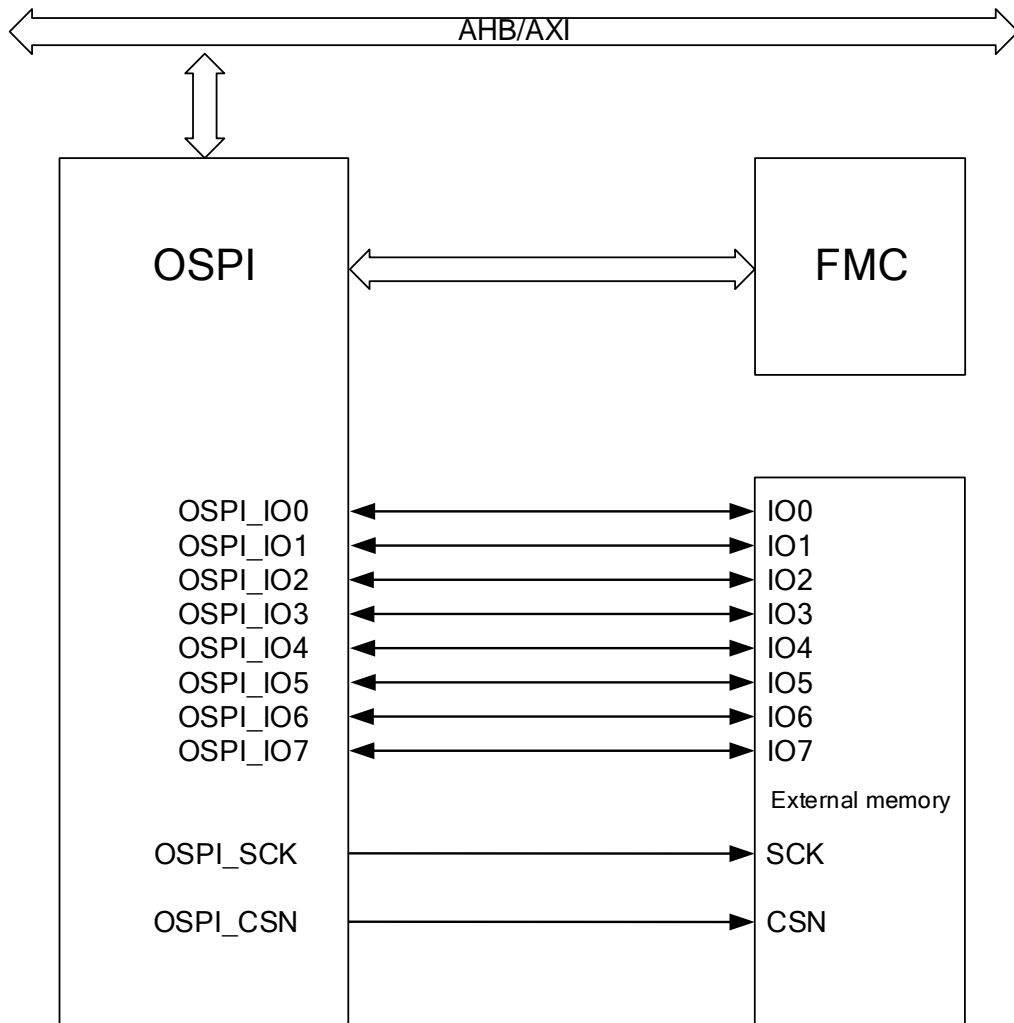 AHB/AXI
OSPI
FMC
OSPI_IO0 IO0
OSPI_IO1 IO1
OSPI_IO2 IO2
OSPI_IO3 IO3
OSPI_IO4 IO4
OSPI_IO5 IO5
OSPI_IO6 IO6
OSPI_IO7 IO7
External memory
OSPI_SCK SCK
OSPI_CSN CSN